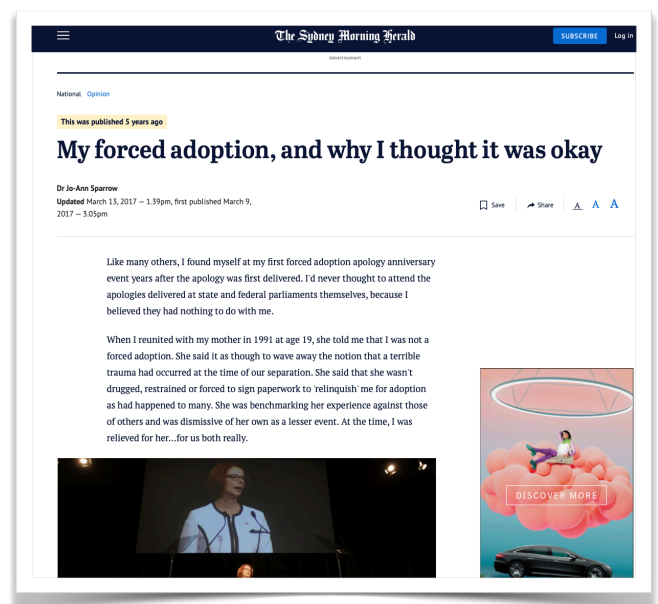 The Sydney Morning Herald
SUBSCRIBE
Log in
Advertisement
National Opinion
This was published 5 years ago
My forced adoption, and why I thought it was okay
Dr Jo-Ann Sparrow
Updated March 13, 2017 — 1.39pm, first published March 9,
2017 — 3.05pm
Save
Share
A A A
Like many others, I found myself at my first forced adoption apology anniversary
event years after the apology was first delivered. I'd never thought to attend the
apologies delivered at state and federal parliaments themselves, because I
believed they had nothing to do with me.
When I reunited with my mother in 1991 at age 19, she told me that I was not a
forced adoption. She said it as though to wave away the notion that a terrible
trauma had occurred at the time of our separation. She said that she wasn't
drugged, restrained or forced to sign paperwork to 'relinquish' me for adoption
as had happened to many. She was benchmarking her experience against those
of others and was dismissive of her own as a lesser event. At the time, I was
relieved for her...for us both really.
DISCOVER MORE